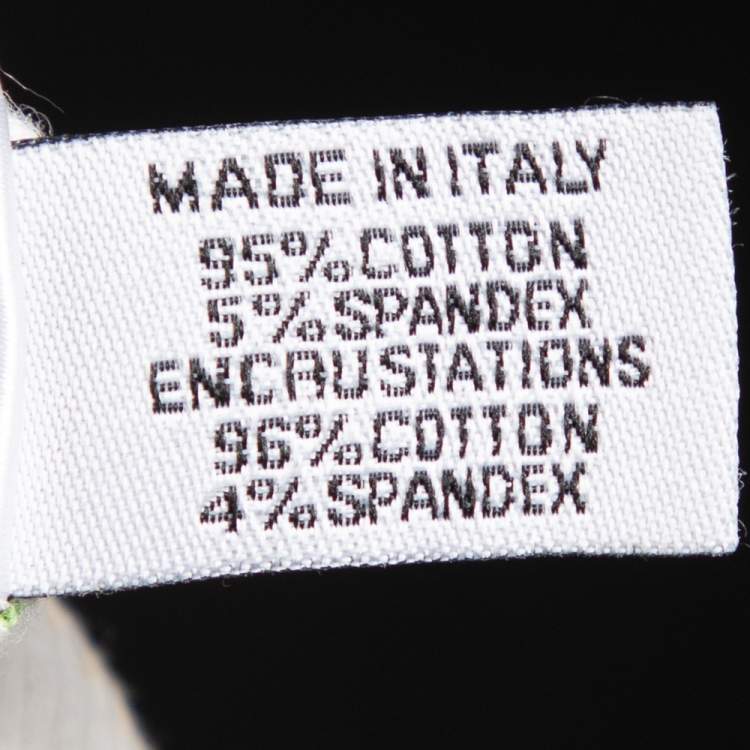 MADE IN ITALY
95% COTTON
5% SPANDEX
ENCRUSTATIONS
96% COTTON
4% SPANDEX